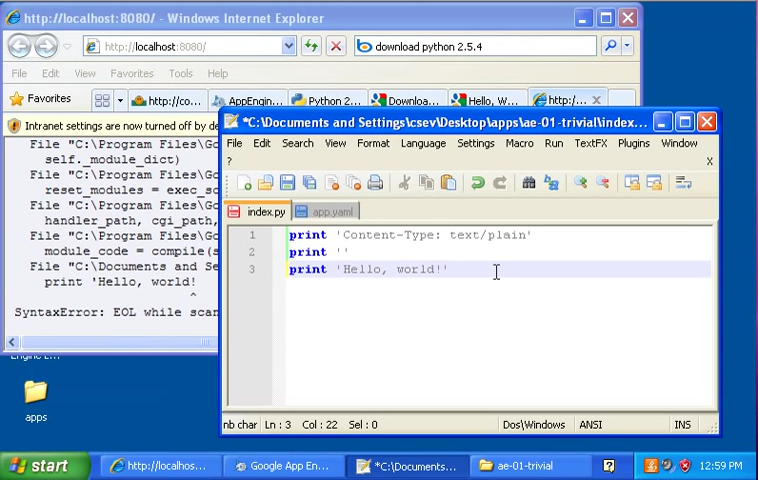 http://localhost:8080/ - Windows Internet Explorer
http://localhost:8080/
download python 2.5.4
File Edit View Favorites Tools Help
Favorites
http://co...
AppEngin...
Python 2...
Downloa...
Hello, W...
http:/...
Intranet settings are now turned off by de
File "C:\Program Files\Go
self._module_dict)
File "C:\Program Files\Go
reset_modules = exec_sc
File "C:\Program Files\Go
handler_path, cgi_path,
File "C:\Program Files\Go
module_code = compile(s
File "C:\Documents and Se
print 'Hello, world!
^
SyntaxError: EOL while scan
*C:\Documents and Settings\csev\Desktop\apps\ae-01-trivial\index....
File Edit Search View Format Language Settings Macro Run TextFX Plugins Window
? X
index.py
app.yaml
1 print 'Content-Type: text/plain'
2 print ''
3 print 'Hello, world!'
nb char Ln : 3 Col : 22 Sel : 0 Dos\Windows ANSI INS
apps
start
http://localhos...
Google App En...
*C:\Documents...
ae-01-trivial
?
12:59 PM